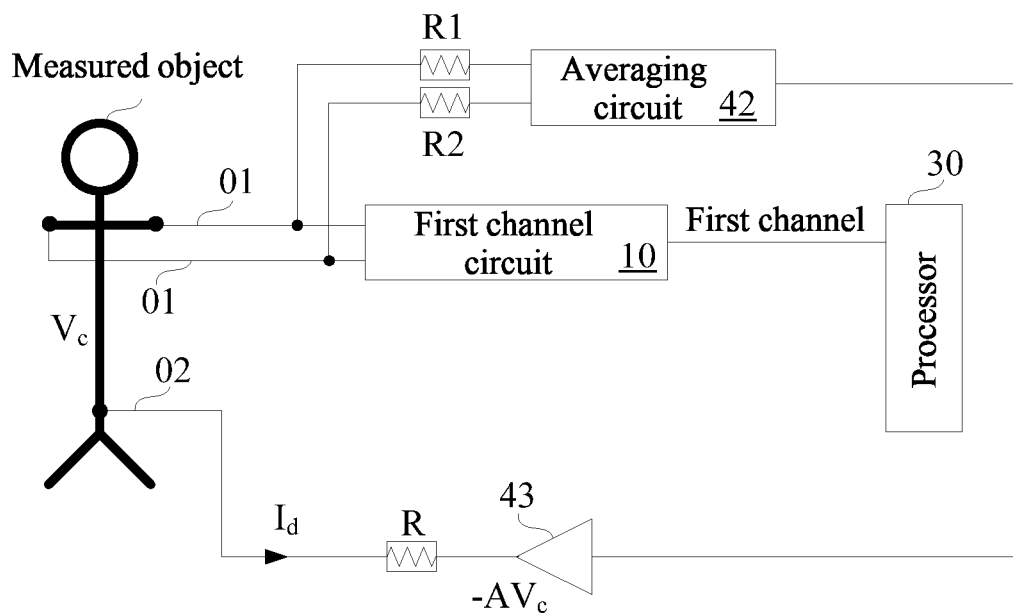 Measured object
R1
R2
Averaging
circuit 42
01
First channel
circuit 10
First channel
30
Processor
01
Vc
02
Id
R
43
-AVc